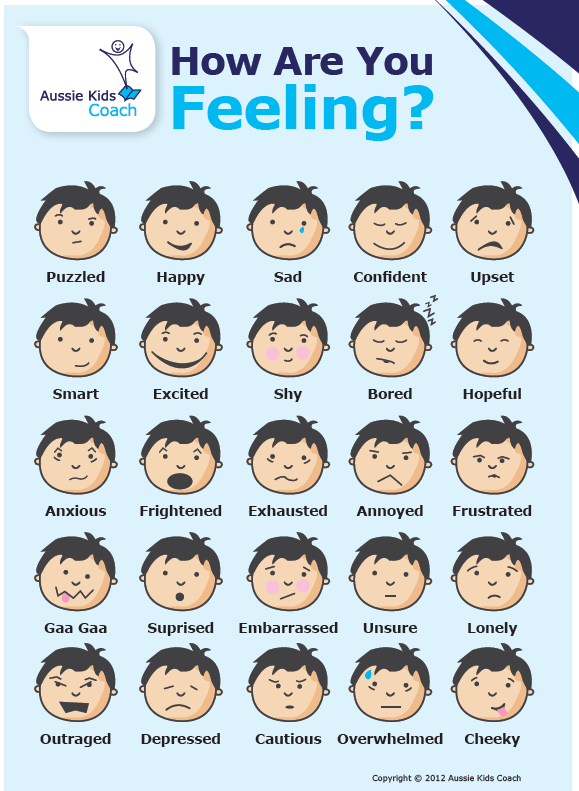 Aussie Kids
Coach
How Are You
Feeling?
Puzzled Happy Sad Confident Upset
z z z z z
Smart Excited Shy Bored Hopeful
Anxious Frightened Exhausted Annoyed Frustrated
Gaa Gaa Suprised Embarrassed Unsure Lonely
Outraged Depressed Cautious Overwhelmed Cheeky
Copyright © 2012 Aussie Kids Coach